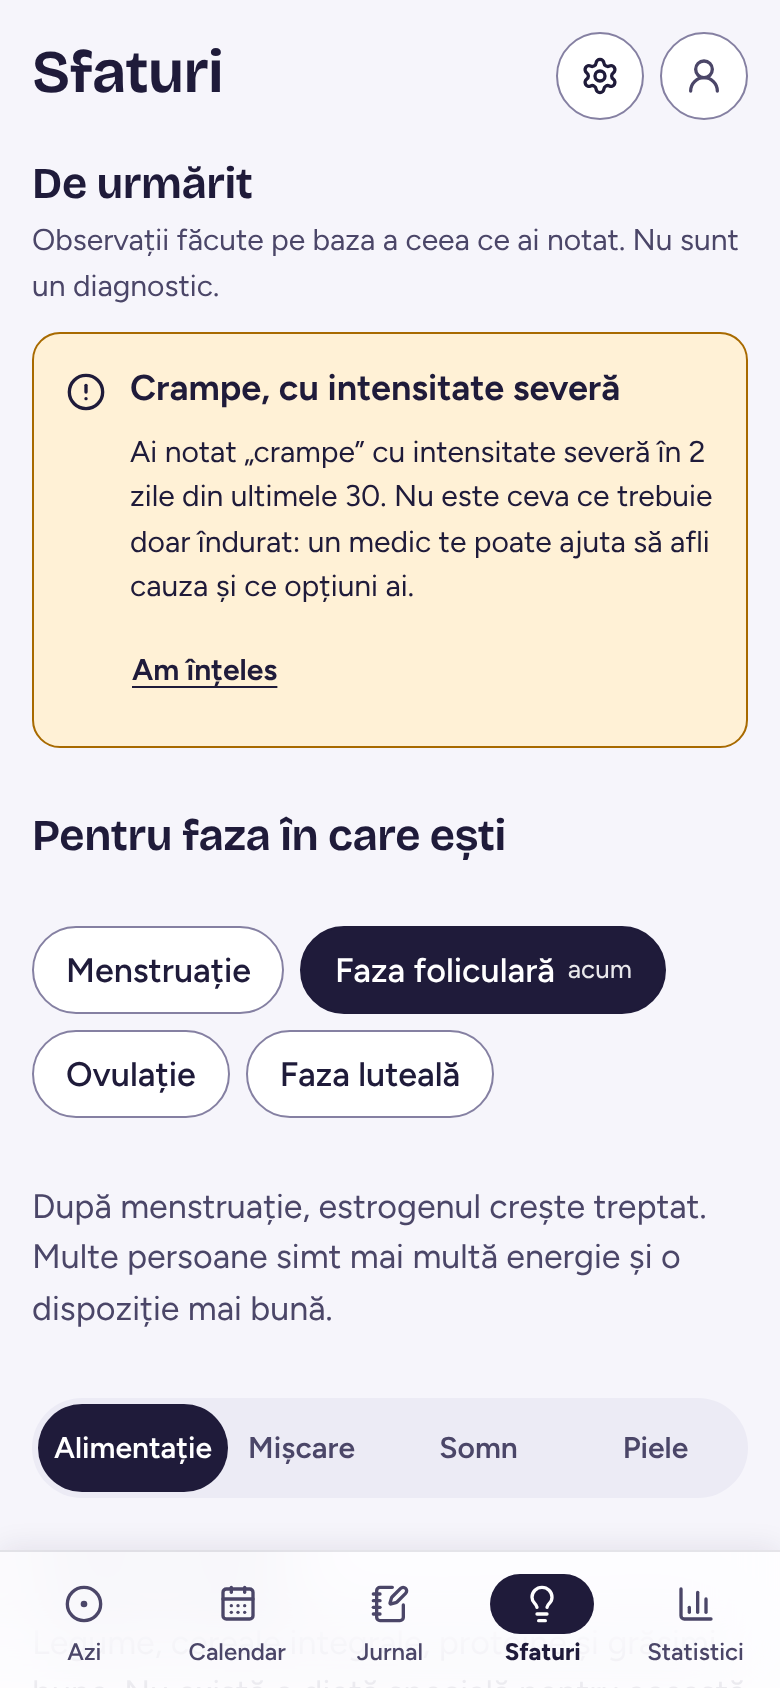 Sfaturi
De urmărit
Observații făcute pe baza a ceea ce ai notat. Nu sunt
un diagnostic.
Crampe, cu intensitate severă
Ai notat „crampe” cu intensitate severă în 2
zile din ultimele 30. Nu este ceva ce trebuie
doar îndurat: un medic te poate ajuta să afli
cauza și ce opțiuni ai.
Am înțeles
Pentru faza în care ești
Menstruație
Faza foliculară acum
Ovulație
Faza luteală
După menstruație, estrogenul crește treptat.
Multe persoane simt mai multă energie și o
dispoziție mai bună.
Alimentație Mișcare Somn Piele
Azi Calendar Jurnal Sfaturi Statistici